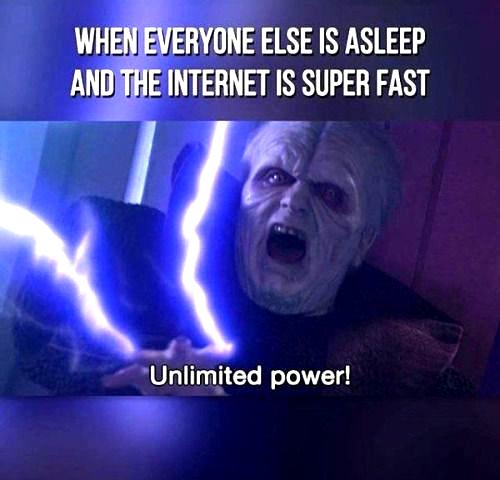 WHEN EVERYONE ELSE IS ASLEEP
AND THE INTERNET IS SUPER FAST
Unlimited power!